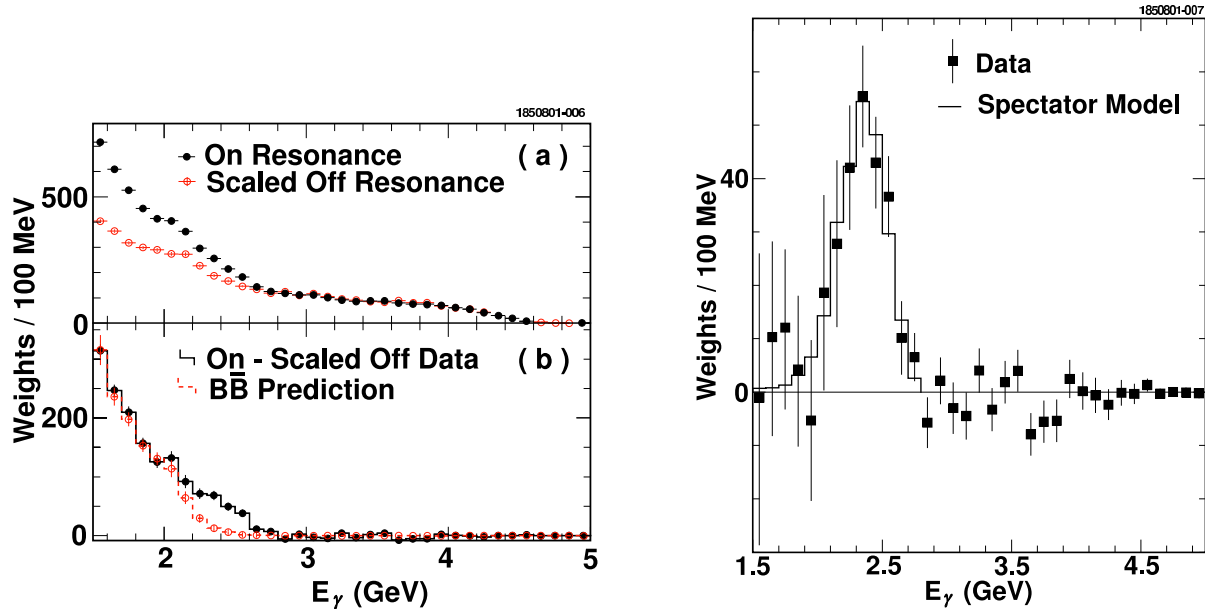 1850801-006
( a )
On Resonance
Scaled Off Resonance
500
0
( b )
On - Scaled Off Data
BB̅ Prediction
200
0
Weights / 100 MeV
2 3 4 5
Eγ (GeV)
1850801-007
Data
Spectator Model
40
0
Weights / 100 MeV
1.5 2.5 3.5 4.5
Eγ (GeV)